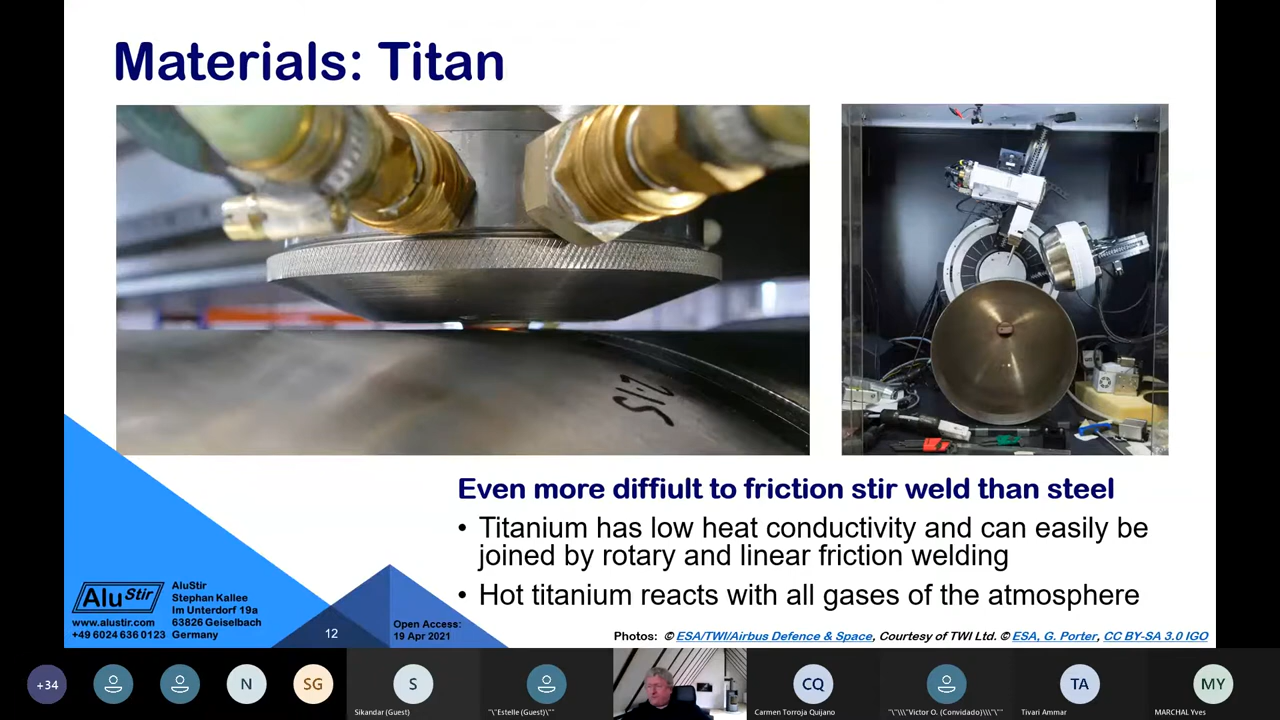 Materials: Titan
S1-2
Even more diffiult to friction stir weld than steel
• Titanium has low heat conductivity and can easily be
joined by rotary and linear friction welding
• Hot titanium reacts with all gases of the atmosphere
AluStir
www.alustir.com
+49 6024 636 0123
AluStir
Stephan Kallee
Im Unterdorf 19a
63826 Geiselbach
Germany
12
Open Access:
19 Apr 2021
Photos: © ESA/TWI/Airbus Defence & Space, Courtesy of TWI Ltd. © ESA, G. Porter, CC BY-SA 3.0 IGO
+34
N
SG
S
Sikandar (Guest)
"\"Estelle (Guest)\""
CQ
Carmen Torroja Quijano
"\"\\\"Victor O. (Convidado)\\\"\""
TA
Tivari Ammar
MY
MARCHAL Yves